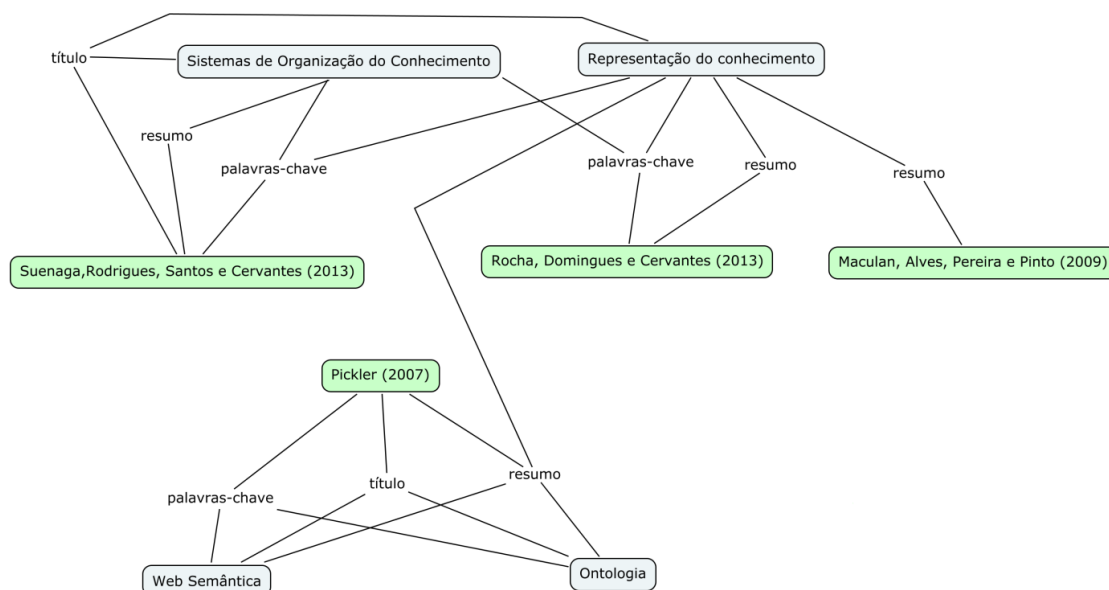 título
Sistemas de Organização do Conhecimento
Representação do conhecimento
resumo
palavras-chave
palavras-chave
resumo
resumo
Suenaga,Rodrigues, Santos e Cervantes (2013)
Rocha, Domingues e Cervantes (2013)
Maculan, Alves, Pereira e Pinto (2009)
Pickler (2007)
palavras-chave
título
resumo
Web Semântica
Ontologia